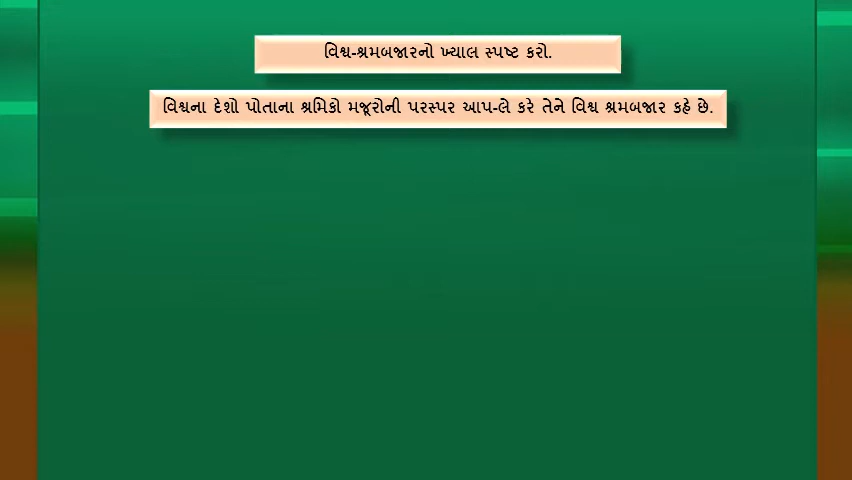 વિશ્વ-શ્રમબજારનો ખ્યાલ સ્પષ્ટ કરો.
વિશ્વના દેશો પોતાના શ્રમિકો મજૂરોની પરસ્પર આપ-લે કરે તેને વિશ્વ શ્રમબજાર કહે છે.